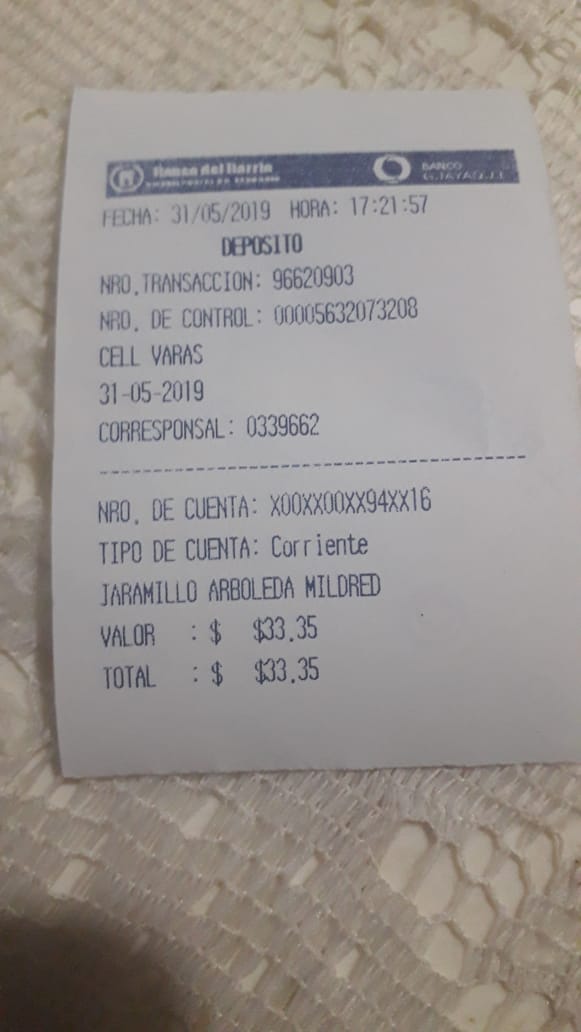 Banco del Barrio BANCO GUAYAQUIL
FECHA: 31/05/2019 HORA: 17:21:57
DEPOSITO
NRO.TRANSACCION: 96620903
NRO. DE CONTROL: 00005632073208
CELL VARAS
31-05-2019
CORRESPONSAL: 0339662
NRO. DE CUENTA: X00XX00XX94XX16
TIPO DE CUENTA: Corriente
JARAMILLO ARBOLEDA MILDRED
VALOR : $ $33.35
TOTAL : $ $33.35